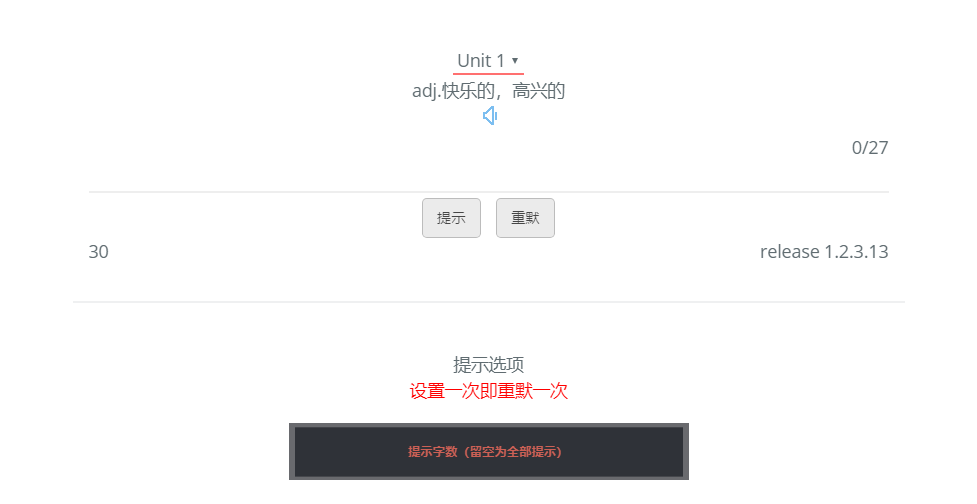 Unit 1
adj.快乐的，高兴的
0/27
提示 重默
30 release 1.2.3.13
提示选项
设置一次即重默一次
提示字数（留空为全部提示）